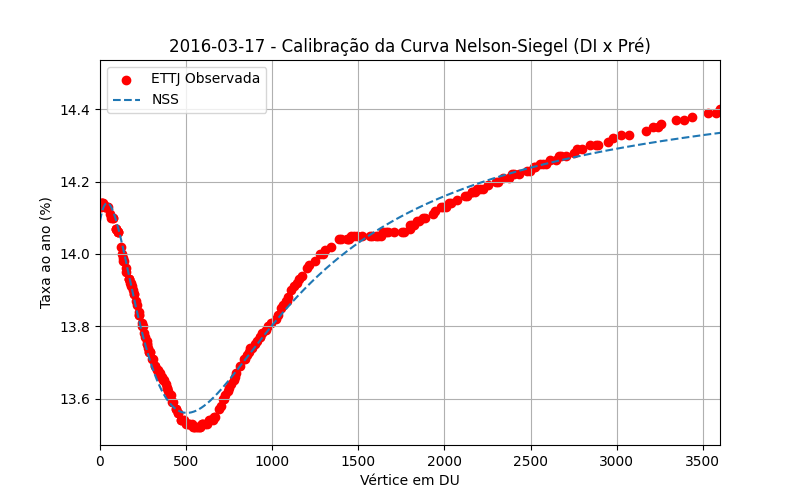 2016-03-17 - Calibração da Curva Nelson-Siegel (DI x Pré)
ETTJ Observada
NSS
Taxa ao ano (%)
14.4
14.2
14.0
13.8
13.6
0 500 1000 1500 2000 2500 3000 3500
Vértice em DU